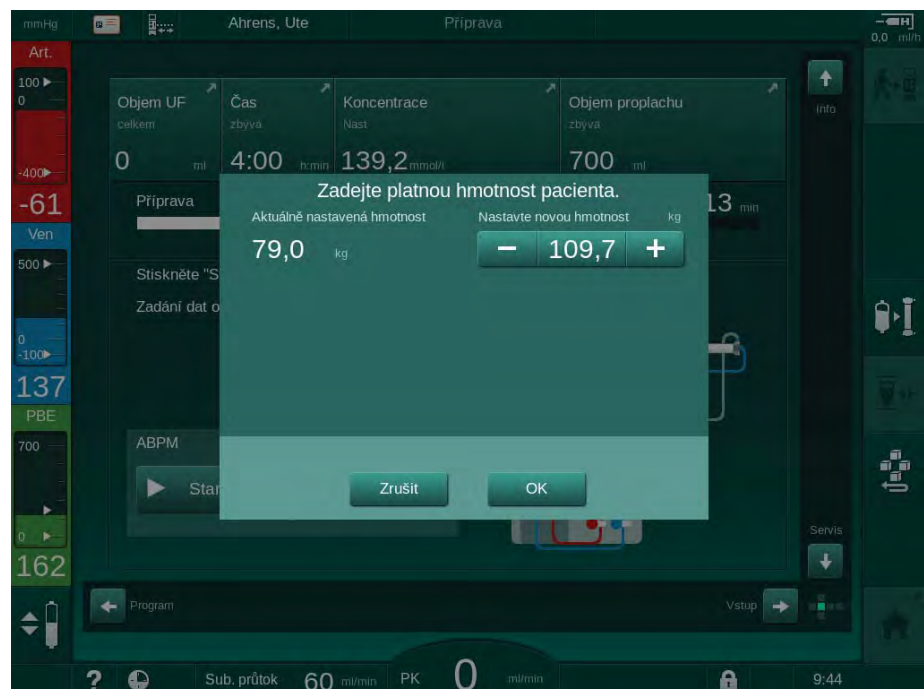 mmHg
Ahrens, Ute
Příprava
0,0 ml/h
Art.
100
0
-400
-61
Ven
500
0
-100
137
PBE
700
0
162
Objem UF
celkem
0 ml
Čas
zbývá
4:00 h:min
Koncentrace
Nast
139,2 mmol/l
Objem proplachu
zbývá
700 ml
info
Příprava
13 min
Zadejte platnou hmotnost pacienta.
Aktuálně nastavená hmotnost
79,0 kg
Nastavte novou hmotnost kg
− 109,7 +
Stiskněte "S
Zadání dat o
ABPM
Star
Zrušit
OK
Servis
Program
Vstup
?
Sub. průtok 60 ml/min
PK 0 ml/min
9:44